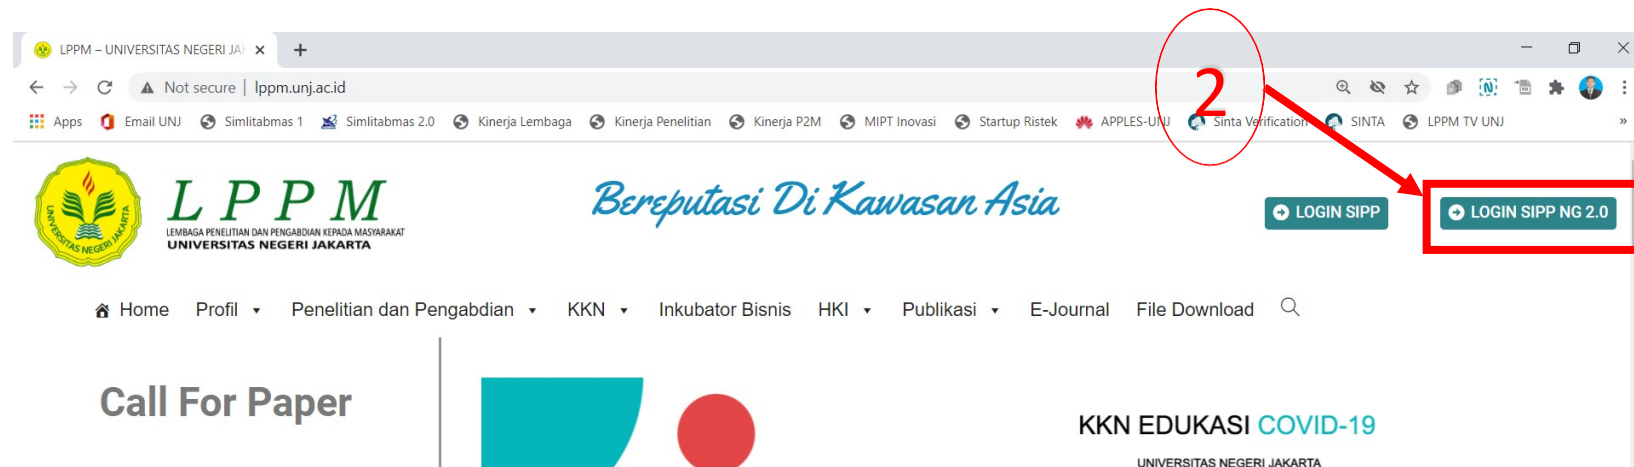 2
LPPM – UNIVERSITAS NEGERI JA
Not secure | lppm.unj.ac.id
Apps Email UNJ Simlitabmas 1 Simlitabmas 2.0 Kinerja Lembaga Kinerja Penelitian Kinerja P2M MIPT Inovasi Startup Ristek APPLES-UNJ Sinta Verification SINTA LPPM TV UNJ »
UNIVERSITAS NEGERI JAKARTA
LPPM
LEMBAGA PENELITIAN DAN PENGABDIAN KEPADA MASYARAKAT
UNIVERSITAS NEGERI JAKARTA
Bereputasi Di Kawasan Asia
LOGIN SIPP
LOGIN SIPP NG 2.0
Home Profil Penelitian dan Pengabdian KKN Inkubator Bisnis HKI Publikasi E-Journal File Download
Call For Paper
KKN EDUKASI COVID-19
UNIVERSITAS NEGERI JAKARTA